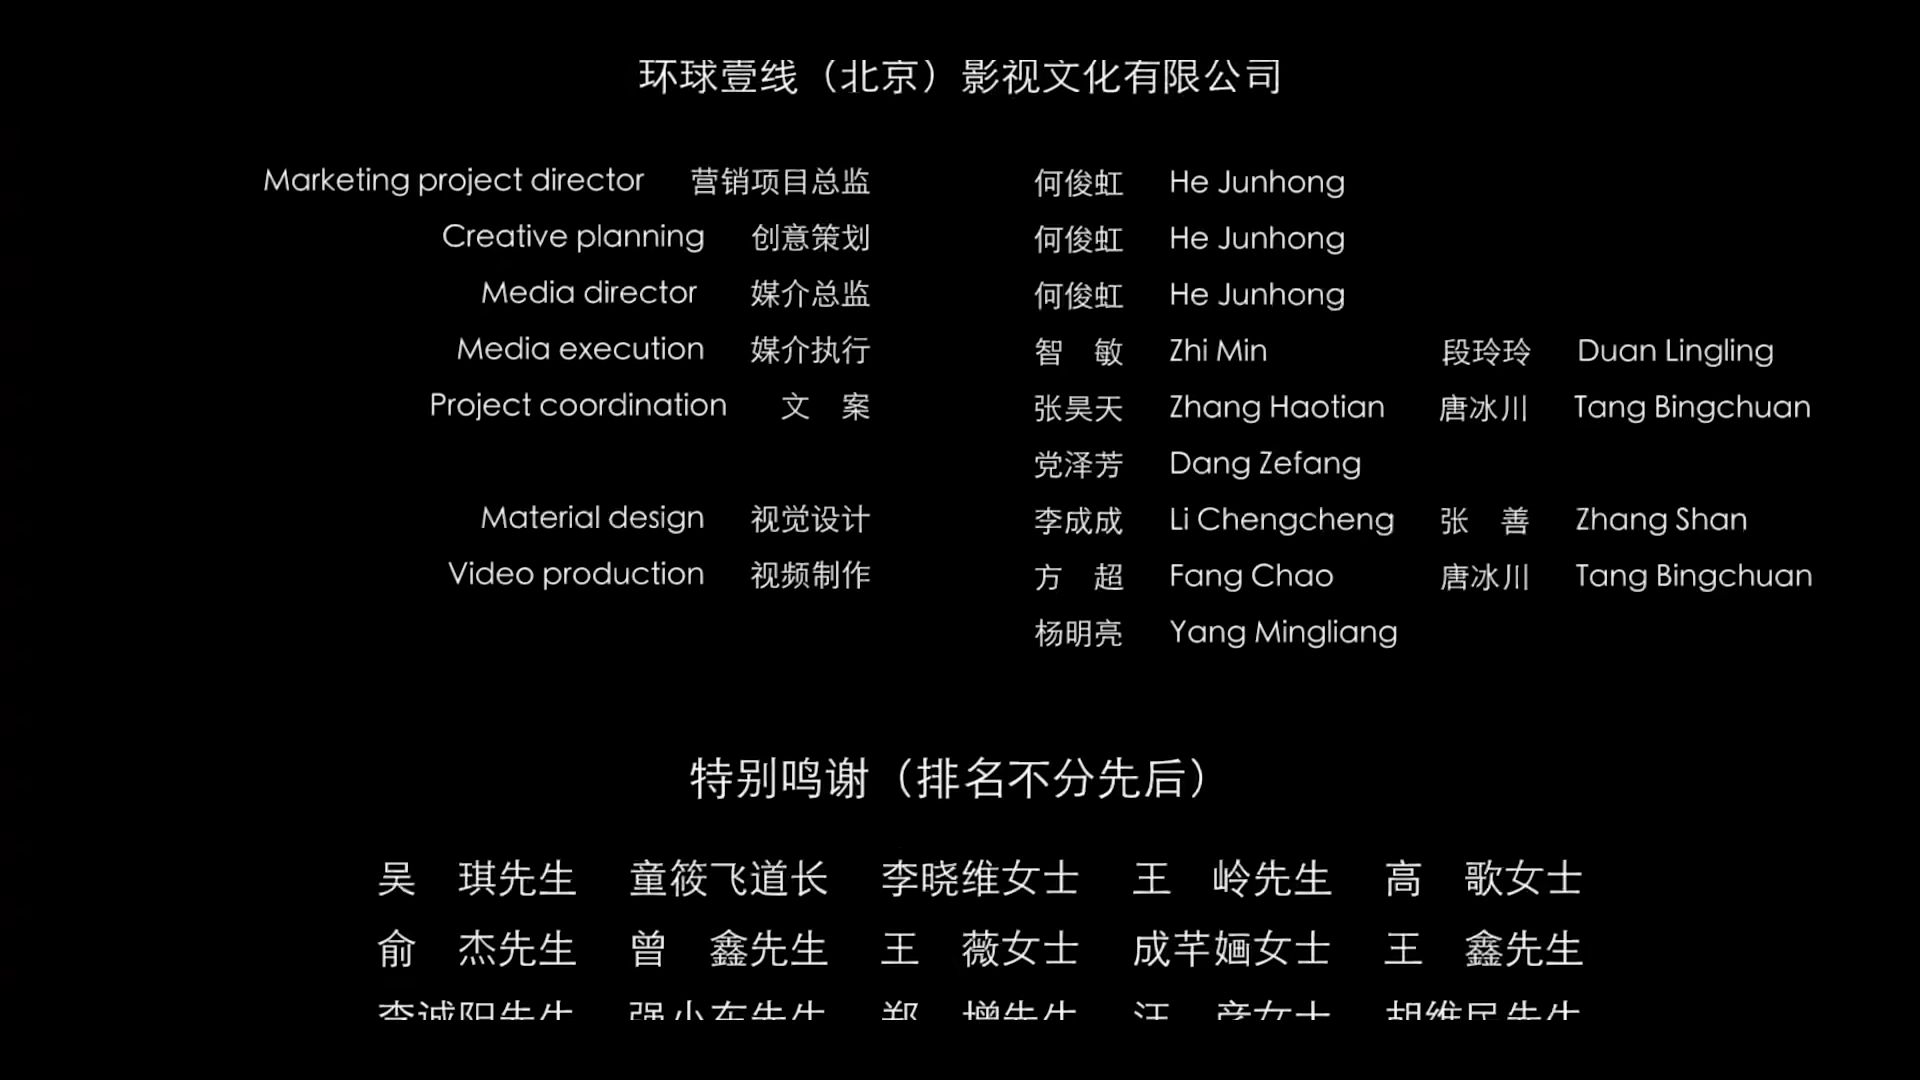 环球壹线（北京）影视文化有限公司
Marketing project director 营销项目总监 何俊虹 He Junhong
Creative planning 创意策划 何俊虹 He Junhong
Media director 媒介总监 何俊虹 He Junhong
Media execution 媒介执行 智　敏 Zhi Min 段玲玲 Duan Lingling
Project coordination 文　案 张昊天 Zhang Haotian 唐冰川 Tang Bingchuan
党泽芳 Dang Zefang
Material design 视觉设计 李成成 Li Chengcheng 张　善 Zhang Shan
Video production 视频制作 方　超 Fang Chao 唐冰川 Tang Bingchuan
杨明亮 Yang Mingliang
特别鸣谢（排名不分先后）
吴　琪先生 童筱飞道长 李晓维女士 王　岭先生 高　歌女士
俞　杰先生 曾　鑫先生 王　薇女士 成芊婳女士 王　鑫先生